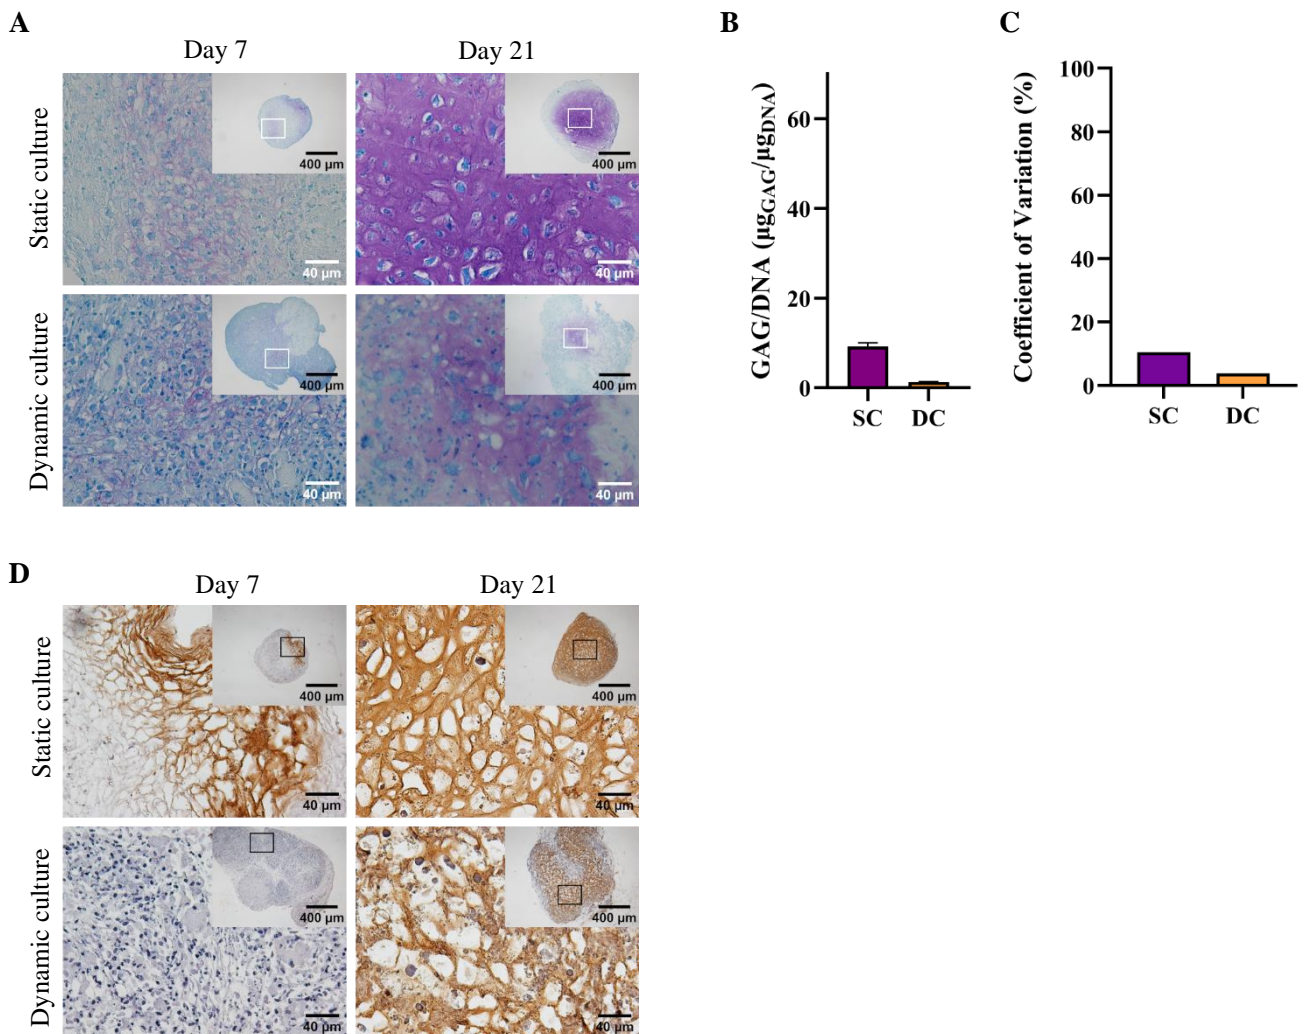 A
Day 7
Day 21
Static culture
400 µm
40 µm
400 µm
40 µm
Dynamic culture
400 µm
40 µm
400 µm
40 µm
B
GAG/DNA (µgGAG/µgDNA)
60
40
20
0
SC
DC
C
Coefficient of Variation (%)
100
80
60
40
20
0
SC
DC
D
Day 7
Day 21
Static culture
400 µm
40 µm
400 µm
40 µm
Dynamic culture
400 µm
40 µm
400 µm
40 µm